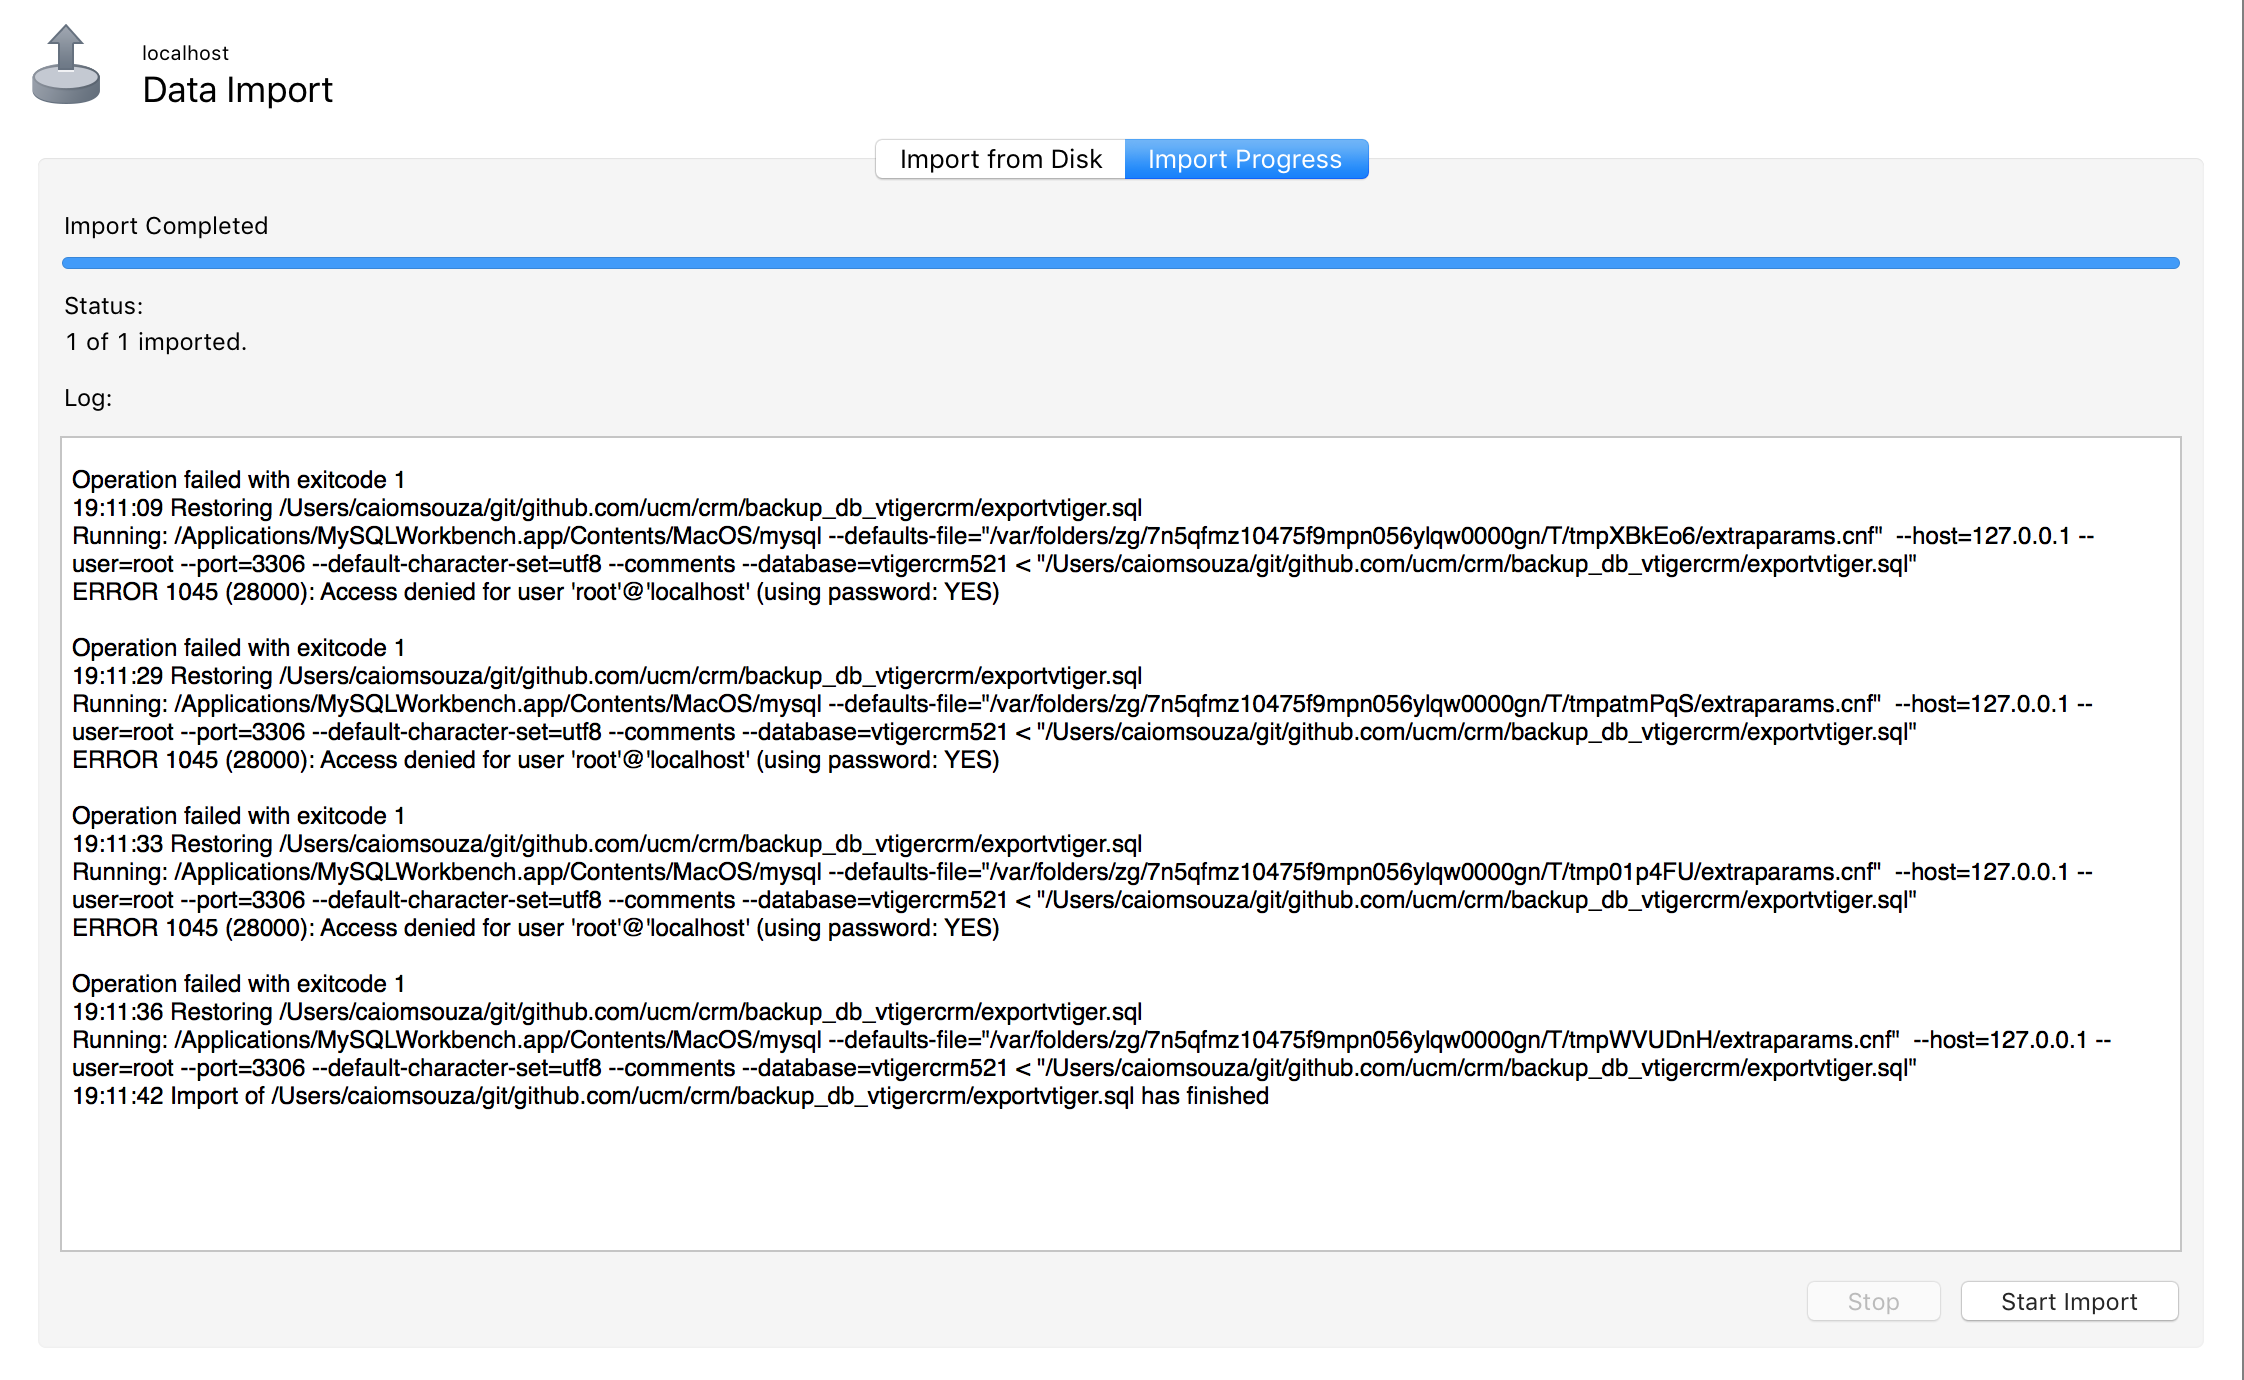 localhost
Data Import
Import from Disk
Import Progress
Import Completed
Status:
1 of 1 imported.
Log:
Operation failed with exitcode 1
19:11:09 Restoring /Users/caiomsouza/git/github.com/ucm/crm/backup_db_vtigercrm/exportvtiger.sql
Running: /Applications/MySQLWorkbench.app/Contents/MacOS/mysql --defaults-file="/var/folders/zg/7n5qfmz10475f9mpn056ylqw0000gn/T/tmpXBkEo6/extraparams.cnf"  --host=127.0.0.1 --
user=root --port=3306 --default-character-set=utf8 --comments --database=vtigercrm521 < "/Users/caiomsouza/git/github.com/ucm/crm/backup_db_vtigercrm/exportvtiger.sql"
ERROR 1045 (28000): Access denied for user 'root'@'localhost' (using password: YES)
Operation failed with exitcode 1
19:11:29 Restoring /Users/caiomsouza/git/github.com/ucm/crm/backup_db_vtigercrm/exportvtiger.sql
Running: /Applications/MySQLWorkbench.app/Contents/MacOS/mysql --defaults-file="/var/folders/zg/7n5qfmz10475f9mpn056ylqw0000gn/T/tmpatmPqS/extraparams.cnf"  --host=127.0.0.1 --
user=root --port=3306 --default-character-set=utf8 --comments --database=vtigercrm521 < "/Users/caiomsouza/git/github.com/ucm/crm/backup_db_vtigercrm/exportvtiger.sql"
ERROR 1045 (28000): Access denied for user 'root'@'localhost' (using password: YES)
Operation failed with exitcode 1
19:11:33 Restoring /Users/caiomsouza/git/github.com/ucm/crm/backup_db_vtigercrm/exportvtiger.sql
Running: /Applications/MySQLWorkbench.app/Contents/MacOS/mysql --defaults-file="/var/folders/zg/7n5qfmz10475f9mpn056ylqw0000gn/T/tmp01p4FU/extraparams.cnf"  --host=127.0.0.1 --
user=root --port=3306 --default-character-set=utf8 --comments --database=vtigercrm521 < "/Users/caiomsouza/git/github.com/ucm/crm/backup_db_vtigercrm/exportvtiger.sql"
ERROR 1045 (28000): Access denied for user 'root'@'localhost' (using password: YES)
Operation failed with exitcode 1
19:11:36 Restoring /Users/caiomsouza/git/github.com/ucm/crm/backup_db_vtigercrm/exportvtiger.sql
Running: /Applications/MySQLWorkbench.app/Contents/MacOS/mysql --defaults-file="/var/folders/zg/7n5qfmz10475f9mpn056ylqw0000gn/T/tmpWVUDnH/extraparams.cnf"  --host=127.0.0.1 --
user=root --port=3306 --default-character-set=utf8 --comments --database=vtigercrm521 < "/Users/caiomsouza/git/github.com/ucm/crm/backup_db_vtigercrm/exportvtiger.sql"
19:11:42 Import of /Users/caiomsouza/git/github.com/ucm/crm/backup_db_vtigercrm/exportvtiger.sql has finished
Stop
Start Import